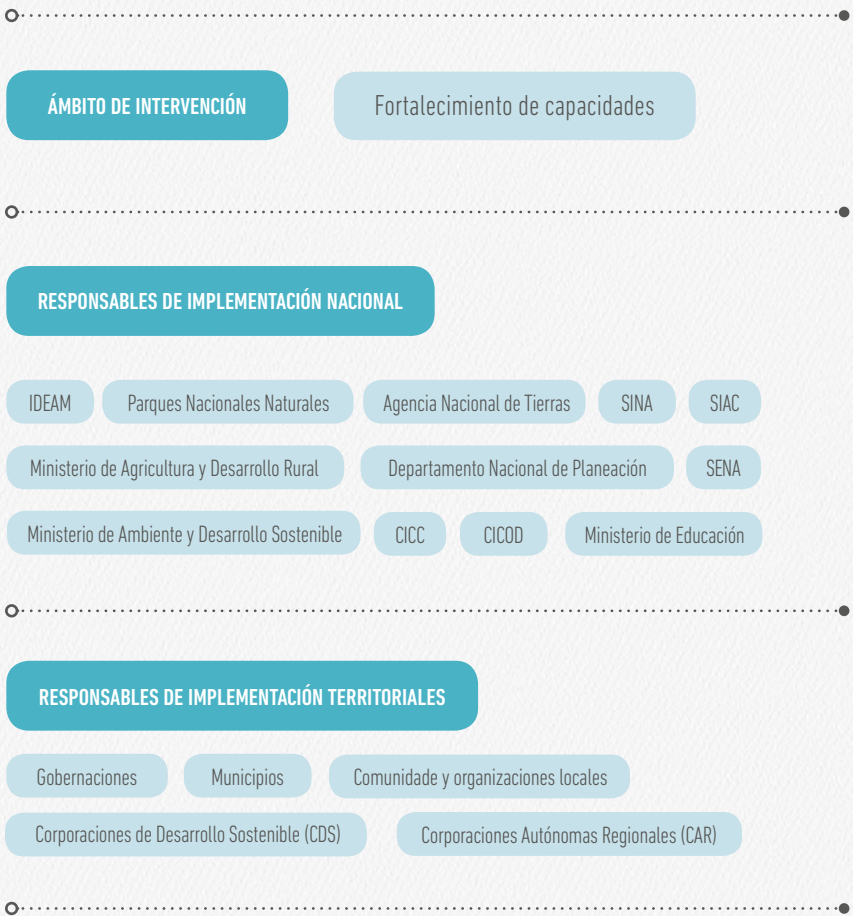 ÁMBITO DE INTERVENCIÓN
Fortalecimiento de capacidades
RESPONSABLES DE IMPLEMENTACIÓN NACIONAL
IDEAM
Parques Nacionales Naturales
Agencia Nacional de Tierras
SINA
SIAC
Ministerio de Agricultura y Desarrollo Rural
Departamento Nacional de Planeación
SENA
Ministerio de Ambiente y Desarrollo Sostenible
CICC
CICOD
Ministerio de Educación
RESPONSABLES DE IMPLEMENTACIÓN TERRITORIALES
Gobernaciones
Municipios
Comunidade y organizaciones locales
Corporaciones de Desarrollo Sostenible (CDS)
Corporaciones Autónomas Regionales (CAR)